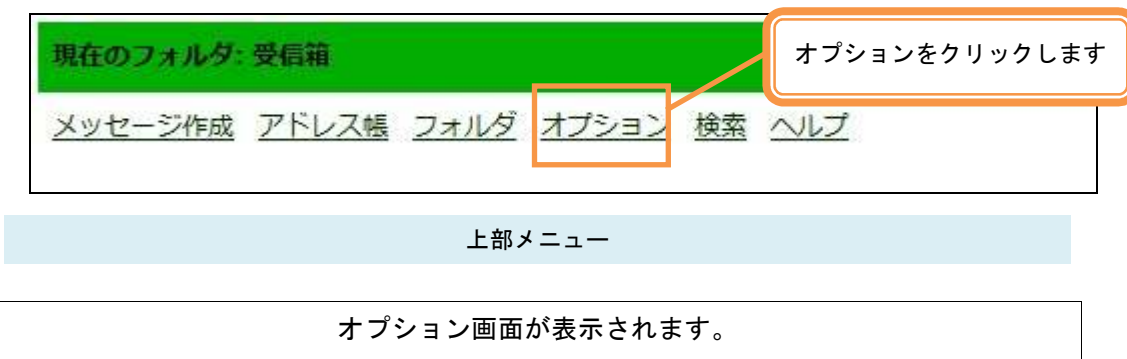 現在のフォルダ: 受信箱
オプションをクリックします
メッセージ作成 アドレス帳 フォルダ オプション 検索 ヘルプ
上部メニュー
オプション画面が表示されます。